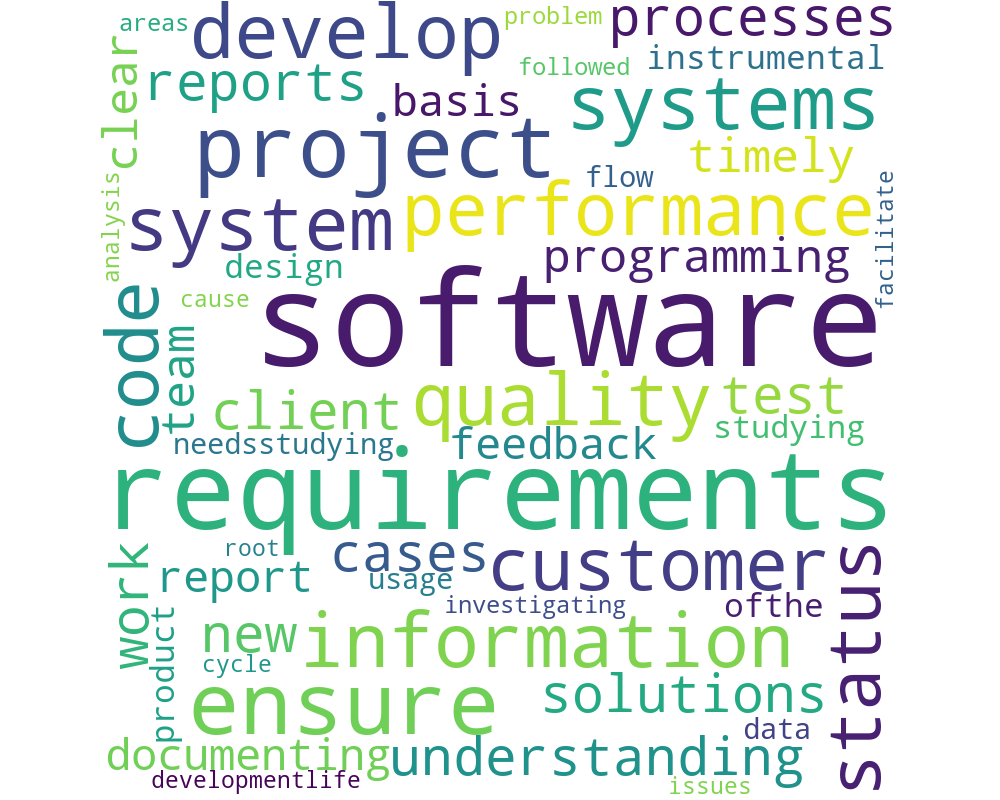 areas
develop
problem
processes
clear
reports
followed
instrumental
basis
systems
project
timely
analysis
flow
facilitate
system
performance
design
programming
cause
software
code
team
client
quality
test
needsstudying
feedback
studying
requirements
work
root
cases
customer
status
report
usage
product
investigating
ofthe
new
information
cycle
ensure
solutions
data
documenting
understanding
developmentlife
issues